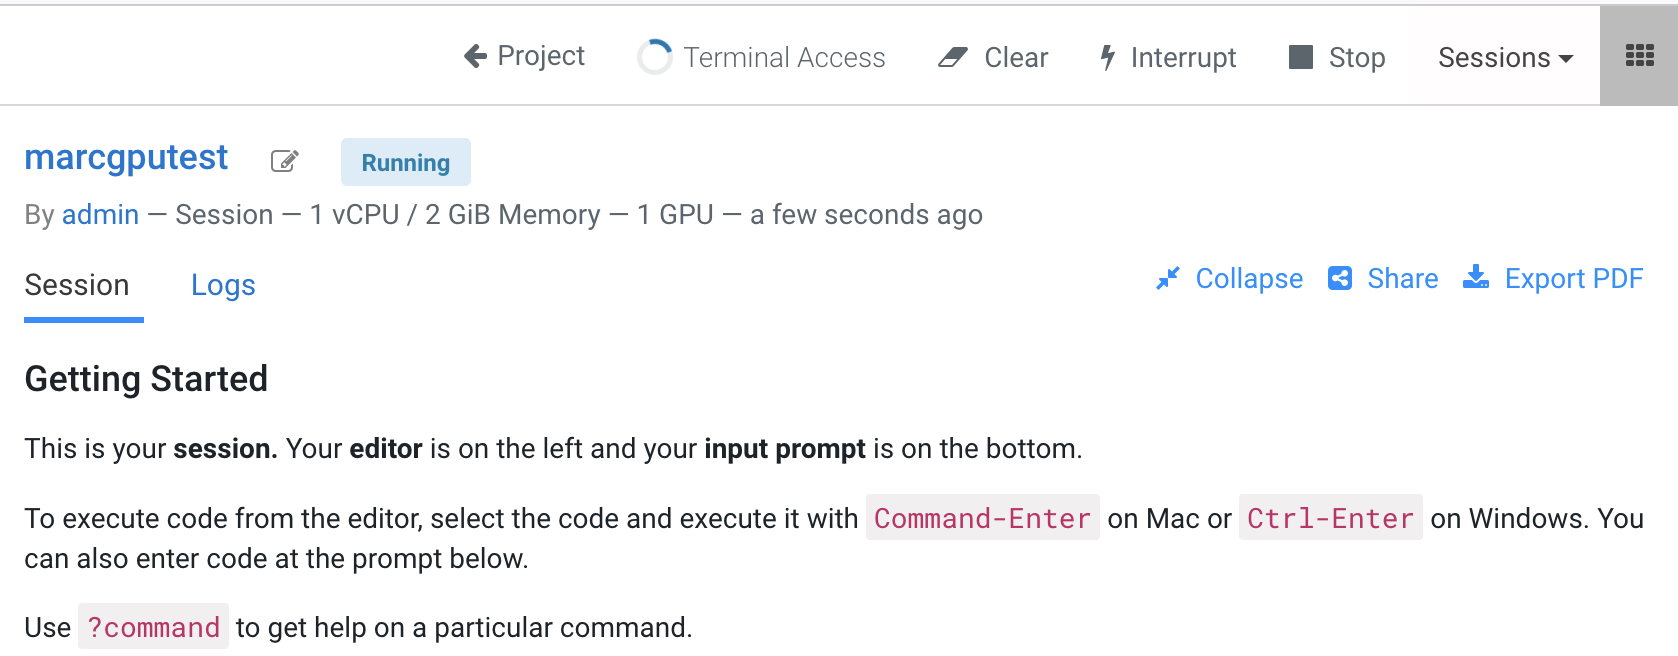 Project Terminal Access Clear Interrupt Stop Sessions
marcgputest Running
By admin — Session — 1 vCPU / 2 GiB Memory — 1 GPU — a few seconds ago
Session Logs Collapse Share Export PDF
Getting Started
This is your session. Your editor is on the left and your input prompt is on the bottom.
To execute code from the editor, select the code and execute it with Command-Enter on Mac or Ctrl-Enter on Windows. You
can also enter code at the prompt below.
Use ?command to get help on a particular command.